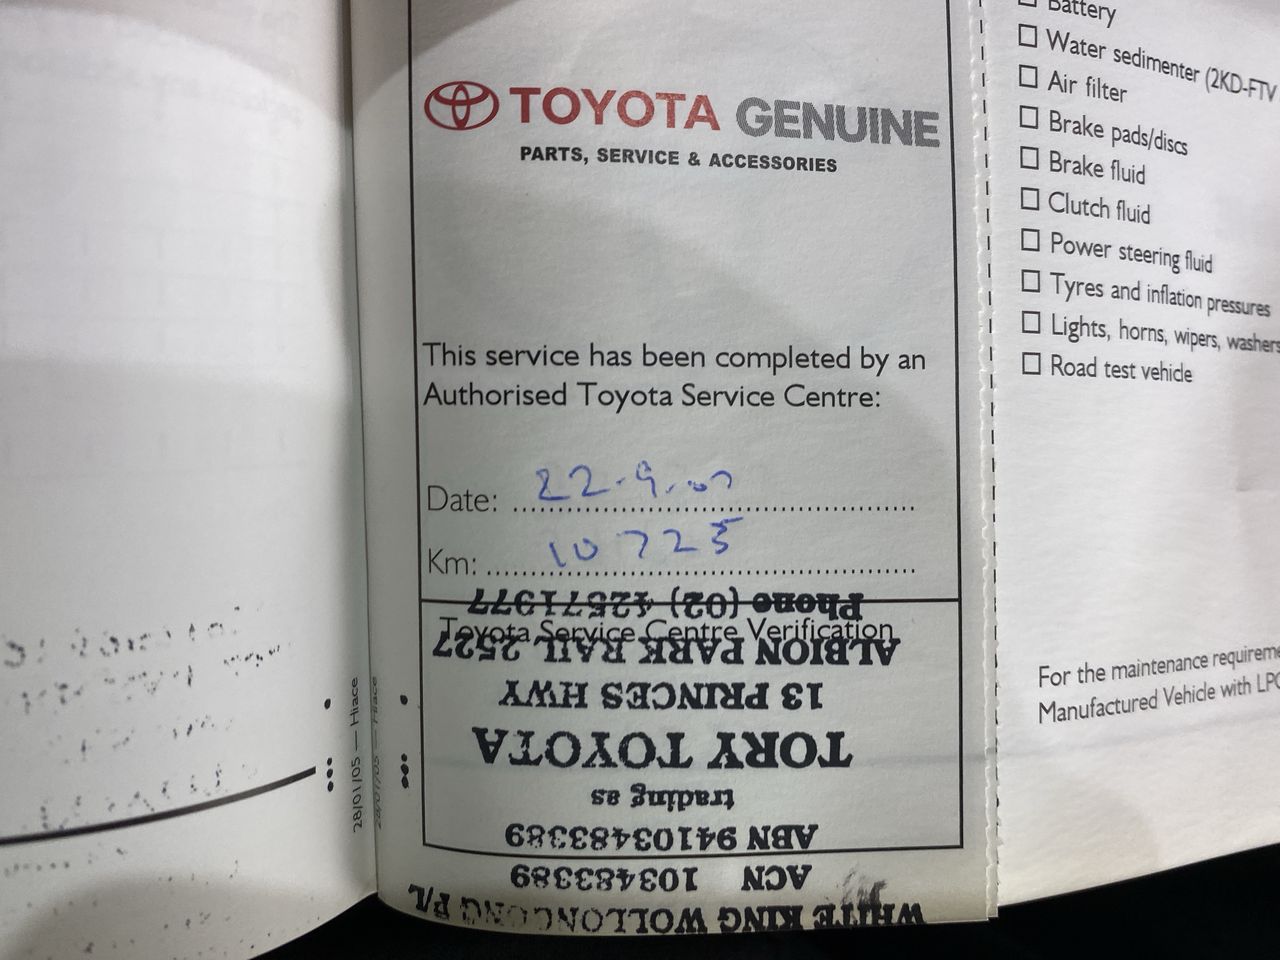 TOYOTA GENUINE
PARTS, SERVICE & ACCESSORIES
This service has been completed by an
Authorised Toyota Service Centre:
Date: 22.9.07
Km: 10725
Toyota Service Centre Verification
WHITE KING WOLLONGONG P/L
ACN 103483389
ABN 94103483389
trading as
TORY TOYOTA
13 PRINCES HWY
ALBION PARK RAIL 2527
Phone (02) 42571977
28/01/05 — Hiace
28/01/05 — Hiace
Battery
Water sedimenter (2KD-FTV
Air filter
Brake pads/discs
Brake fluid
Clutch fluid
Power steering fluid
Tyres and inflation pressures
Lights, horns, wipers, washers
Road test vehicle
For the maintenance requireme
Manufactured Vehicle with LPG